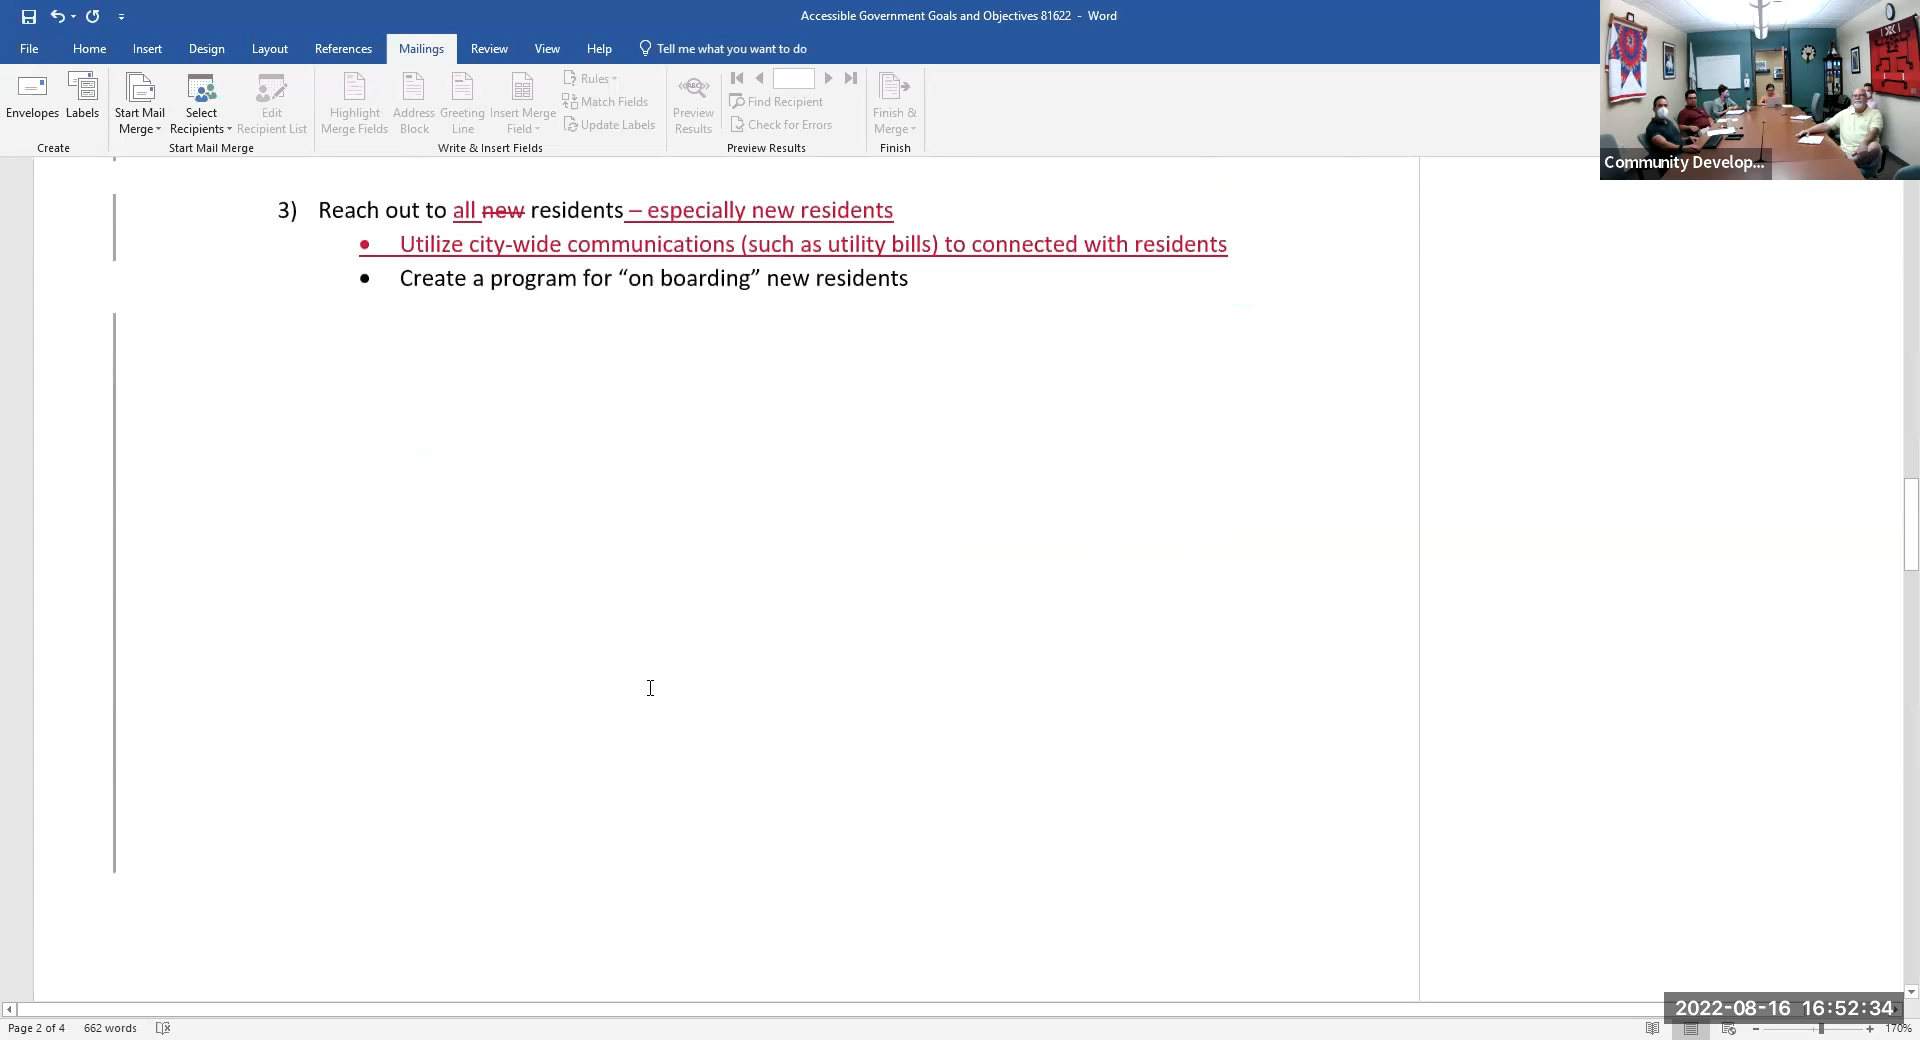 Accessible Government Goals and Objectives 81622 - Word
File Home Insert Design Layout References Mailings Review View Help Tell me what you want to do
Envelopes Labels
Create
Start Mail Merge
Select Recipients
Edit Recipient List
Start Mail Merge
Highlight Merge Fields
Address Block
Greeting Line
Insert Merge Field
Rules
Match Fields
Update Labels
Write & Insert Fields
ABC
Preview Results
Find Recipient
Check for Errors
Preview Results
Finish & Merge
Finish
Community Develop...
3) Reach out to all new residents – especially new residents
• Utilize city-wide communications (such as utility bills) to connected with residents
• Create a program for “on boarding” new residents
2022-08-16 16:52:34
Page 2 of 4 662 words
170%